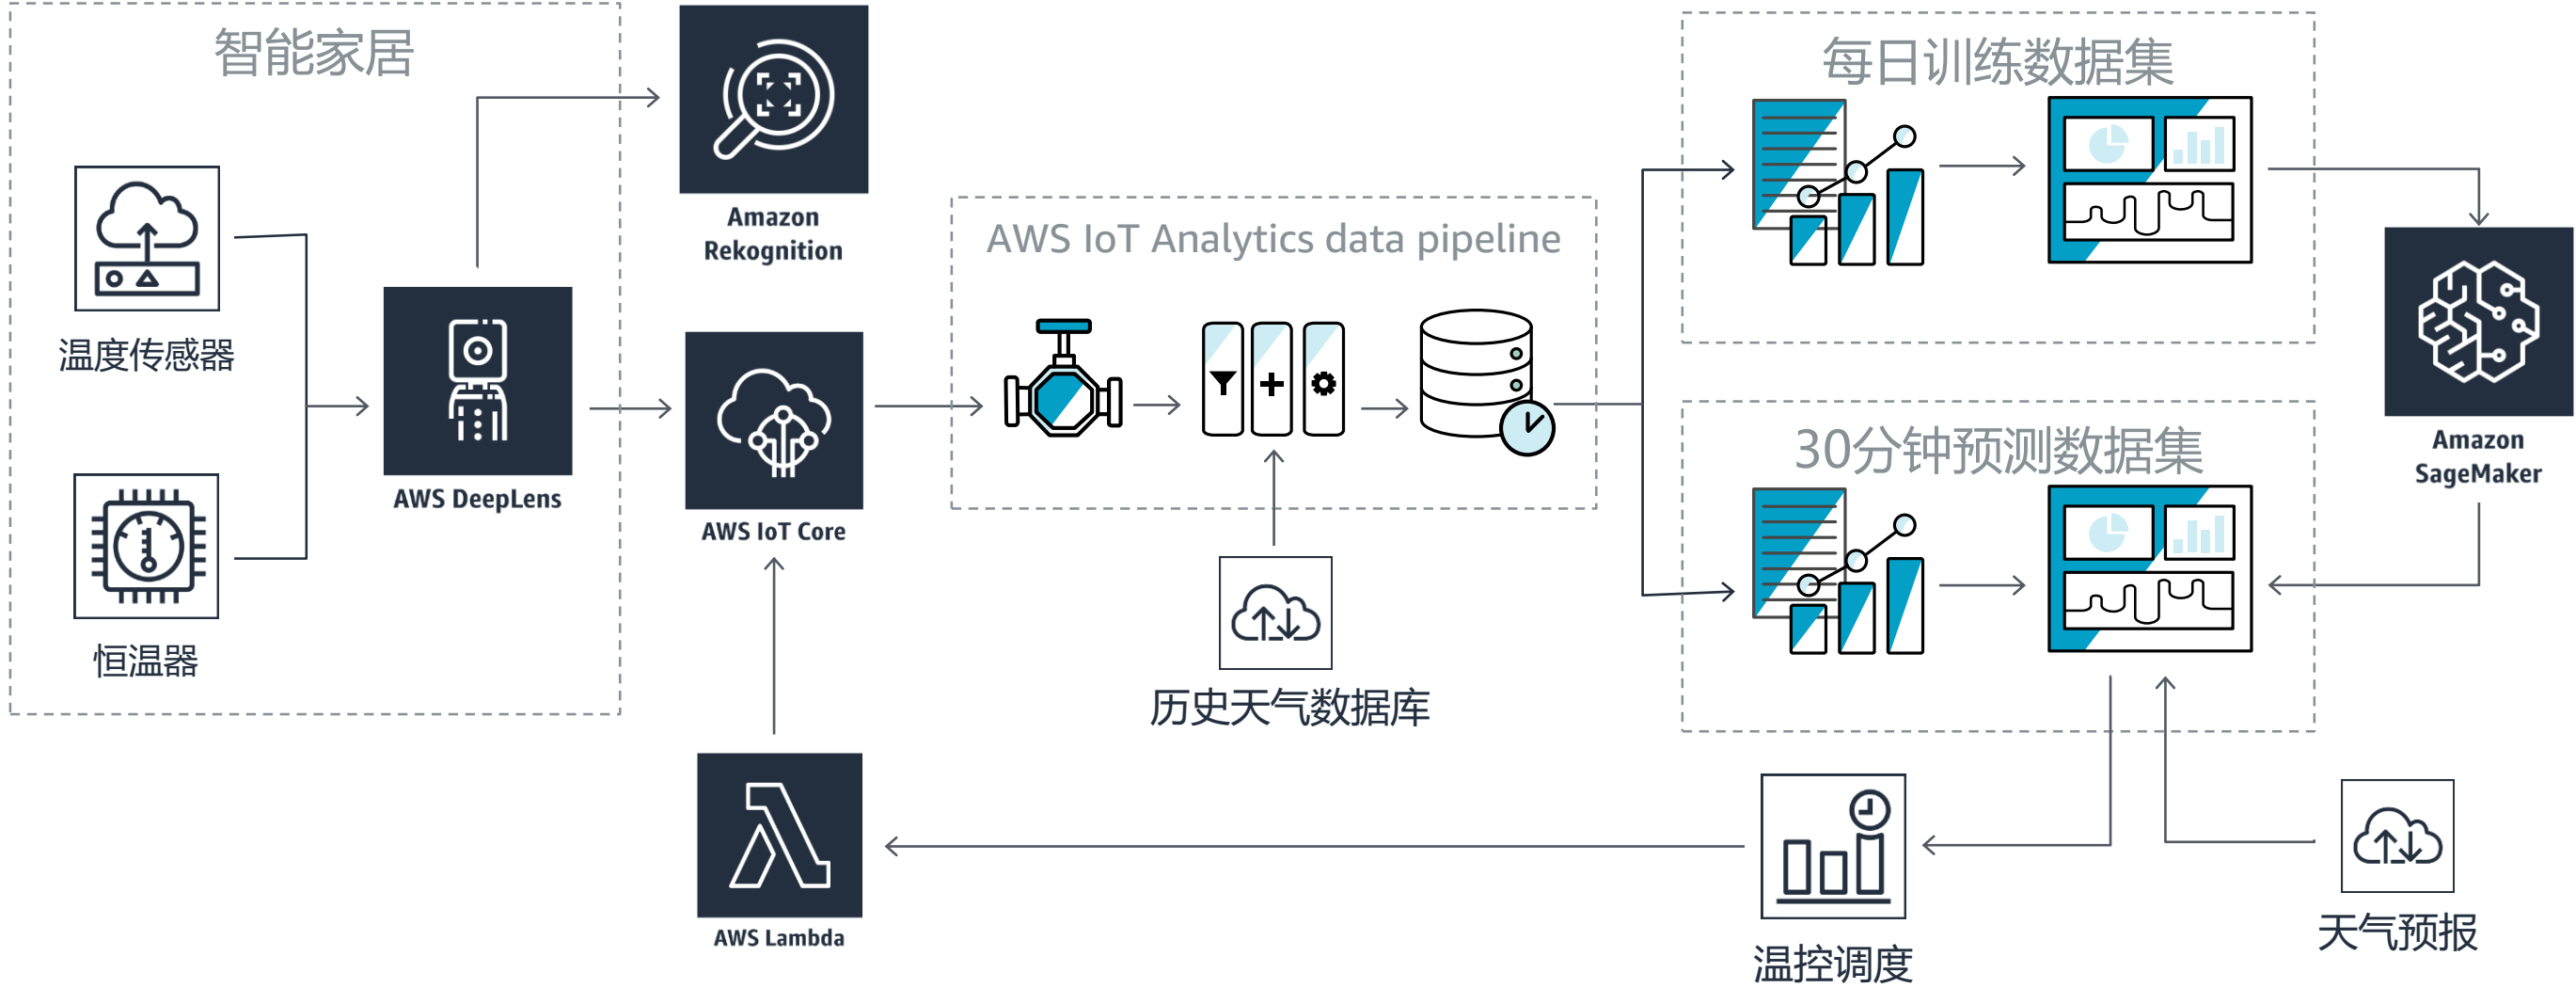 智能家居
温度传感器
恒温器
AWS DeepLens
Amazon
Rekognition
AWS IoT Core
AWS Lambda
AWS IoT Analytics data pipeline
历史天气数据库
每日训练数据集
30分钟预测数据集
Amazon
SageMaker
温控调度
天气预报